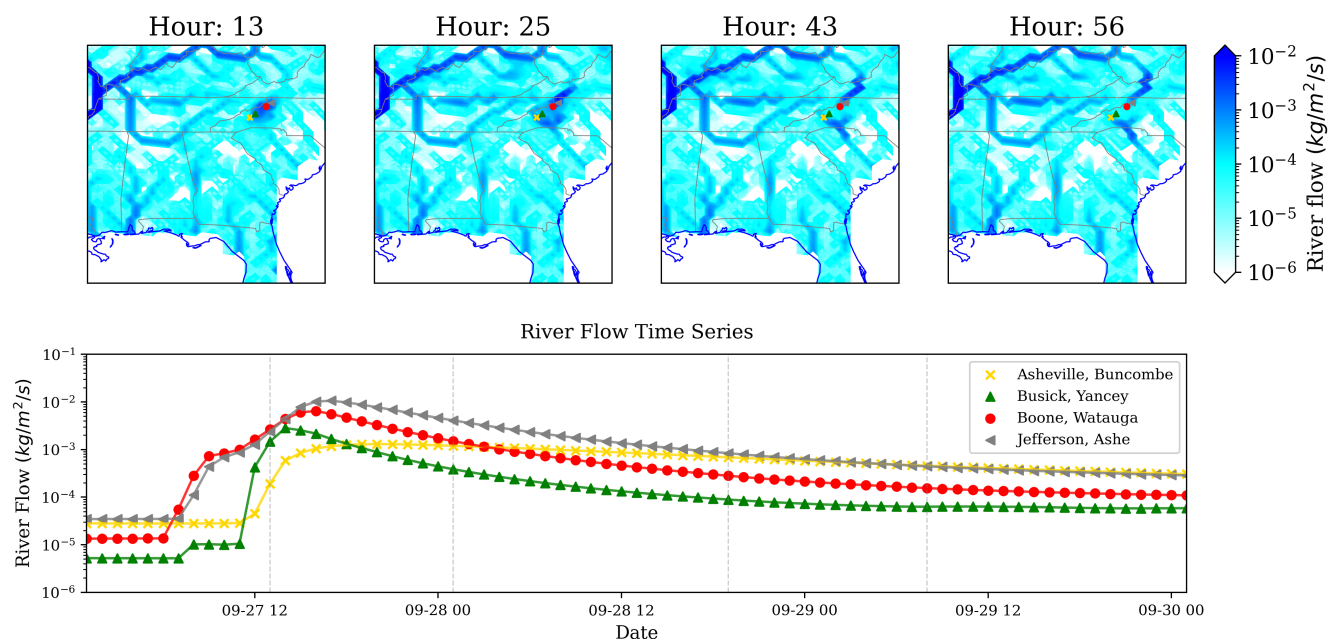 Hour: 13
Hour: 25
Hour: 43
Hour: 56
10⁻²
10⁻³
10⁻⁴
10⁻⁵
10⁻⁶
River flow (kg/m²/s)
River Flow Time Series
10⁻¹
10⁻²
10⁻³
10⁻⁴
10⁻⁵
10⁻⁶
River Flow (kg/m²/s)
Asheville, Buncombe
Busick, Yancey
Boone, Watauga
Jefferson, Ashe
09-27 12
09-28 00
09-28 12
09-29 00
09-29 12
09-30 00
Date